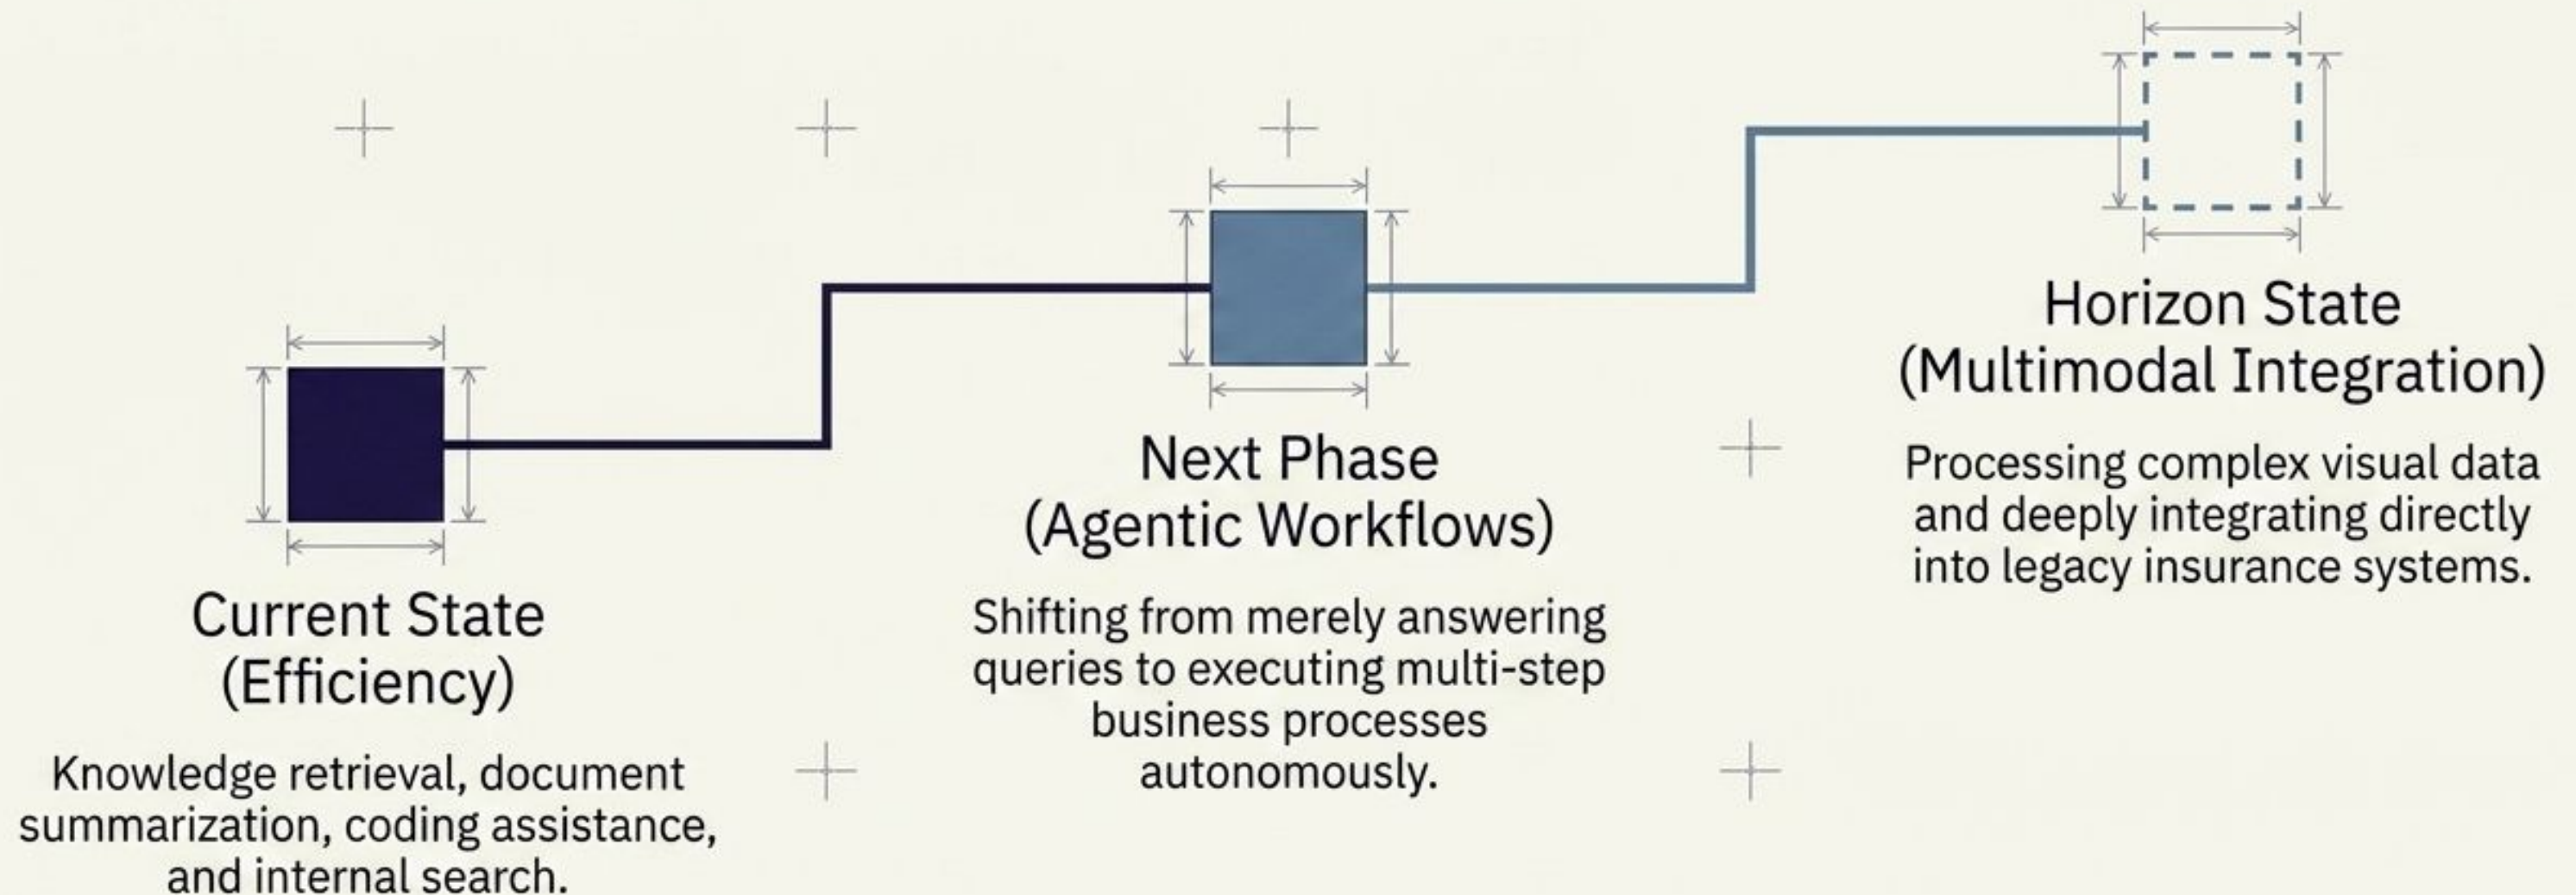 Current State
(Efficiency)
Knowledge retrieval, document
summarization, coding assistance,
and internal search.
Next Phase
(Agentic Workflows)
Shifting from merely answering
queries to executing multi-step
business processes
autonomously.
Horizon State
(Multimodal Integration)
Processing complex visual data
and deeply integrating directly
into legacy insurance systems.